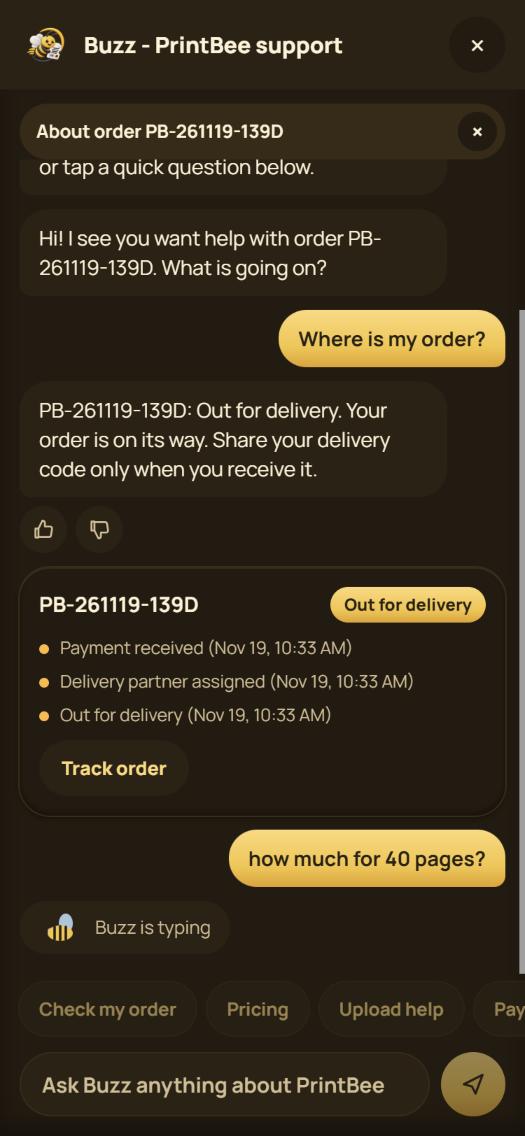 Buzz - PrintBee support
About order PB-261119-139D
or tap a quick question below.
Hi! I see you want help with order PB-
261119-139D. What is going on?
Where is my order?
PB-261119-139D: Out for delivery. Your
order is on its way. Share your delivery
code only when you receive it.
PB-261119-139D
Out for delivery
Payment received (Nov 19, 10:33 AM)
Delivery partner assigned (Nov 19, 10:33 AM)
Out for delivery (Nov 19, 10:33 AM)
Track order
how much for 40 pages?
Buzz is typing
Check my order
Pricing
Upload help
Pay
Ask Buzz anything about PrintBee